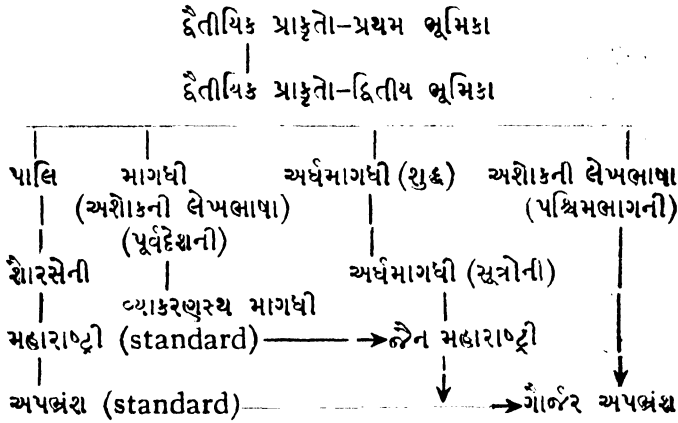 દ્વૈતીયિક પ્રાકૃતો-પ્રથમ ભૂમિકા
દ્વૈતીયિક પ્રાકૃતો-દ્વિતીય ભૂમિકા
પાલિ માગધી અર્ધમાગધી (શુદ્ધ) અશોકની લેખભાષા
(અશોકની લેખભાષા) (પશ્ચિમભાગની)
(પૂર્વદેશની)
શૈારસેની અર્ધમાગધી (સૂત્રોની)
વ્યાકરણસ્થ માગધી
મહારાષ્ટ્રી (standard) જૈન મહારાષ્ટ્રી
અપભ્રંશ (standard) ગૈાર્જર અપભ્રંશ